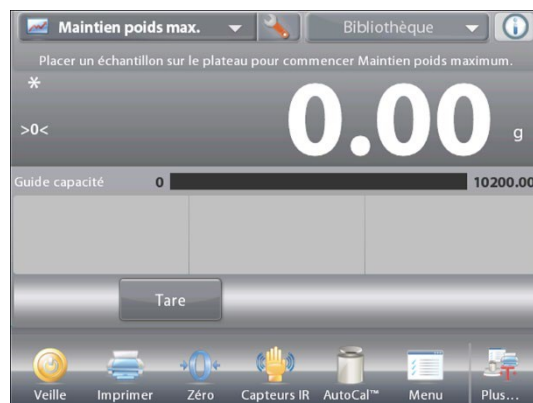 Maintien poids max. Bibliothèque
Placer un échantillon sur le plateau pour commencer Maintien poids maximum.
*
>0<
0.00 g
Guide capacité 0 10200.00
Tare
Veille Imprimer Zéro Capteurs IR AutoCal™ Menu Plus...